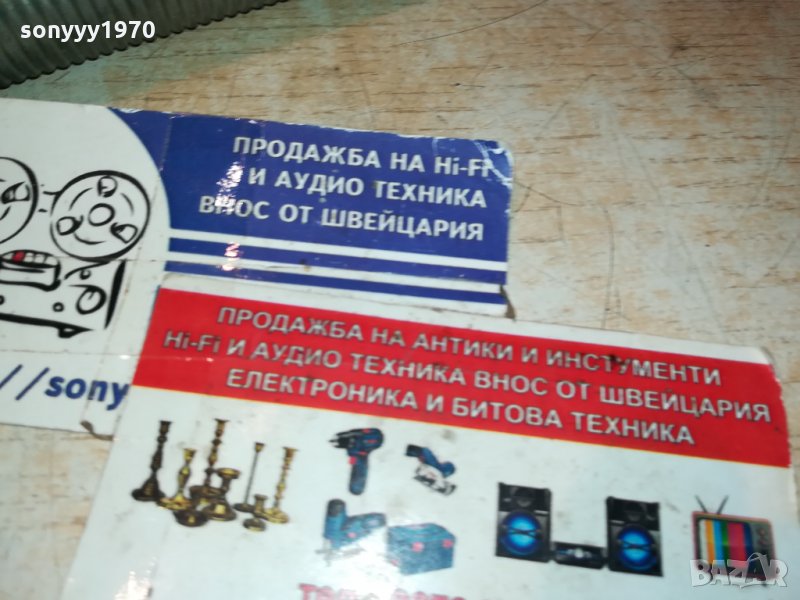 sonyyy1970
ПРОДАЖБА НА Hi-Fi
И АУДИО ТЕХНИКА
ВНОС ОТ ШВЕЙЦАРИЯ
//sony
ПРОДАЖБА НА АНТИКИ И ИНСТУМЕНТИ
Hi-Fi И АУДИО ТЕХНИКА ВНОС ОТ ШВЕЙЦАРИЯ
ЕЛЕКТРОНИКА И БИТОВА ТЕХНИКА
BAZAR